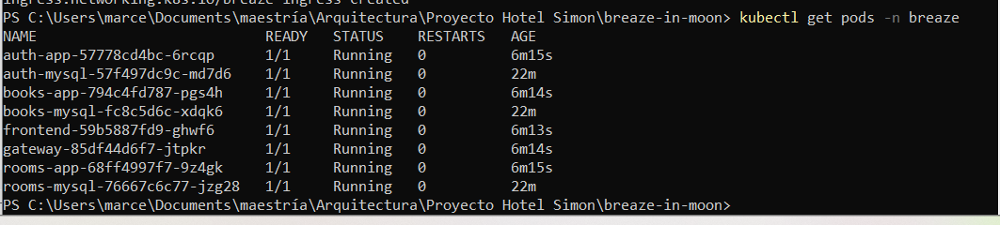 ingress.networking.k8s.io/breaze-ingress created
PS C:\Users\marce\Documents\maestría\Arquitectura\Proyecto Hotel Simon\breaze-in-moon> kubectl get pods -n breaze
NAME READY STATUS RESTARTS AGE
auth-app-57778cd4bc-6rcqp 1/1 Running 0 6m15s
auth-mysql-57f497dc9c-md7d6 1/1 Running 0 22m
books-app-794c4fd787-pgs4h 1/1 Running 0 6m14s
books-mysql-fc8c5d6c-xdqk6 1/1 Running 0 22m
frontend-59b5887fd9-ghwf6 1/1 Running 0 6m13s
gateway-85df44d6f7-jtpkr 1/1 Running 0 6m14s
rooms-app-68ff4997f7-9z4gk 1/1 Running 0 6m15s
rooms-mysql-76667c6c77-jzg28 1/1 Running 0 22m
PS C:\Users\marce\Documents\maestría\Arquitectura\Proyecto Hotel Simon\breaze-in-moon>